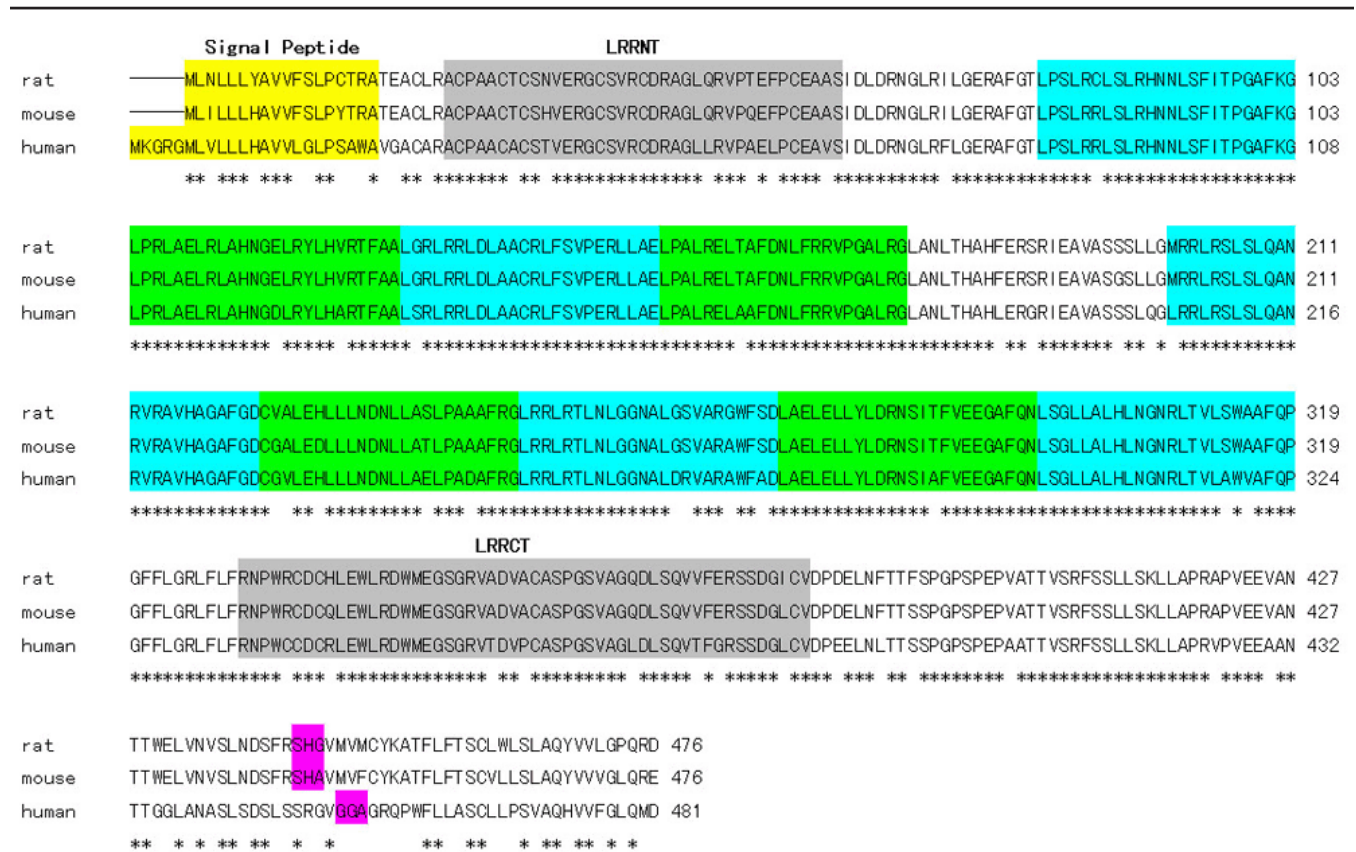 Signal Peptide LRRNT
rat -----MLNLLLYAVVFSLPCTRATEACLRACPAACTCSNVERGCSVRCDRAGLQRVPTEFPCEAASIDLDRNGLRILGERAFGTLPSLRCLSLRHNNLSFITPGAFKG 103
mouse -----MLILLLHAVVFSLPYTRATEACLRACPAACTCSHVERGCSVRCDRAGLQRVPQEFPCEAASIDLDRNGLRILGERAFGTLPSLRRLSLRHNNLSFITPGAFKG 103
human MKGRGMLVLLLHAVVLGLPSAWAVGACARACPAACACSTVERGCSVRCDRAGLLRVPAELPCEAVSIDLDRNGLRFLGERAFGTLPSLRRLSLRHNNLSFITPGAFKG 108
** *** *** ** * ** ******* ** ************** *** * **** ********** ************* ******************
rat LPRLAELRLAHNGELRYLHVRTFAALGRLRRLDLAACRLFSVPERLLAELPALRELTAFDNLFRRVPGALRGLANLTHAHFERSRIEAVASSSLLGMRRLRSLSLQAN 211
mouse LPRLAELRLAHNGELRYLHVRTFAALGRLRRLDLAACRLFSVPERLLAELPALRELTAFDNLFRRVPGALRGLANLTHAHFERSRIEAVASGSLLGMRRLRSLSLQAN 211
human LPRLAELRLAHNGDLRYLHARTFAALSRLRRLDLAACRLFSVPERLLAELPALRELAAFDNLFRRVPGALRGLANLTHAHLERGRIEAVASSSLQGLRRLRSLSLQAN 216
************* ***** ****** ***************************** *********************** ** ******* ** * ***********
rat RVRAVHAGAFGDCVALEHLLLNDNLLASLPAAAFRGLRRLRTLNLGGNALGSVARGWFSDLAELELLYLDRNSITFVEEGAFQNLSGLLALHLNGNRLTVLSWAAFQP 319
mouse RVRAVHAGAFGDCGALEDLLLNDNLLATLPAAAFRGLRRLRTLNLGGNALGSVARAWFSDLAELELLYLDRNSITFVEEGAFQNLSGLLALHLNGNRLTVLSWAAFQP 319
human RVRAVHAGAFGDCGVLEHLLLNDNLLAELPADAFRGLRRLRTLNLGGNALDRVARAWFADLAELELLYLDRNSIAFVEEGAFQNLSGLLALHLNGNRLTVLAWVAFQP 324
************* ** ********* *** ****************** *** ** *************** ************************** * ****
LRRCT
rat GFFLGRLFLFRNPWRCDCHLEWLRDWMEGSGRVADVACASPGSVAGQDLSQVVFERSSDGICVDPDELNFTTFSPGPSPEPVATTVSRFSSLLSKLLAPRAPVEEVAN 427
mouse GFFLGRLFLFRNPWRCDCQLEWLRDWMEGSGRVADVACASPGSVAGQDLSQVVFERSSDGLCVDPDELNFTTSSPGPSPEPVATTVSRFSSLLSKLLAPRAPVEEVAN 427
human GFFLGRLFLFRNPWCCDCRLEWLRDWMEGSGRVTDVPCASPGSVAGLDLSQVTFGRSSDGLCVDPEELNLTTSSPGPSPEPAATTVSRFSSLLSKLLAPRVPVEEAAN 432
************** *** ************** ** ********* ***** * ***** **** *** ** ******** ****************** **** **
rat TTWELVNVSLNDSFRSHGVMVMCYKATFLFTSCLWLSLAQYVVLGPQRD 476
mouse TTWELVNVSLNDSFRSHAVMVFCYKATFLFTSCVLLSLAQYVVVGLQRE 476
human TTGGLANASLSDSLSSRGVGGAGRQPWFLLASCLLPSVAQHVVFGLQMD 481
** * * ** ** * * ** ** * ** ** * *